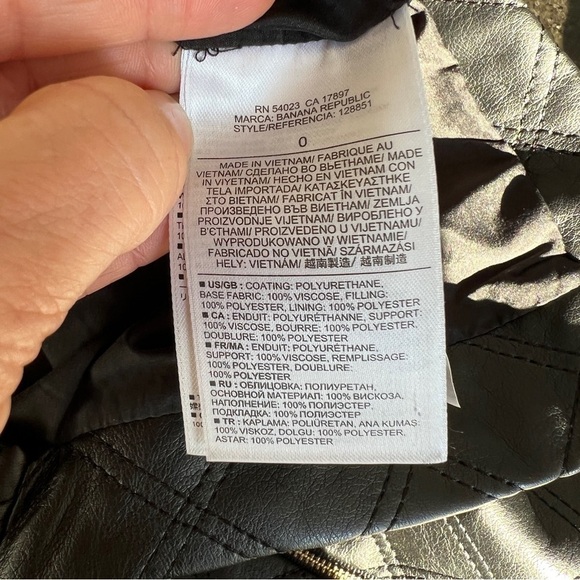 RN 54023 CA 17897
MARCA: BANANA REPUBLIC
STYLE/REFERENCIA: 128851
0
MADE IN VIETNAM/ FABRIQUE AU
VIETNAM/ СДЕЛАНО ВО ВЬЕТНАМЕ/ MADE
IN VIYETNAM/ HECHO EN VIETNAM CON
TELA IMPORTADA/ ΚΑΤΑΣΚΕΥΑΣΤΗΚΕ
ΣΤΟ ΒΙΕΤΝΑΜ/ FABRICAT ÎN VIETNAM/
ПРОИЗВЕДЕНО ВЪВ ВИЕТНАМ/ ZEMLJA
PROIZVODNJE VIJETNAM/ ВИРОБЛЕНО У
В'ЄТНАМІ/ PROIZVEDENO U VIJETNAMU/
WYPRODUKOWANO W WIETNAMIE/
FABRICADO NO VIETNÃ/ SZÁRMAZÁSI
HELY: VIETNÁM/ 越南製造/ 越南制造
■ US/GB : COATING: POLYURETHANE,
BASE FABRIC: 100% VISCOSE, FILLING:
100% POLYESTER, LINING: 100% POLYESTER
■ CA : ENDUIT: POLYURÉTHANNE, SUPPORT:
100% VISCOSE, BOURRE: 100% POLYESTER,
DOUBLURE: 100% POLYESTER
■ FR/MA : ENDUIT: POLYURÉTHANE,
SUPPORT: 100% VISCOSE, REMPLISSAGE:
100% POLYESTER, DOUBLURE: 100%
POLYESTER
■ RU : ОБЛИЦОВКА: ПОЛИУРЕТАН,
ОСНОВНОЙ МАТЕРИАЛ: 100% ВИСКОЗА,
НАПОЛНЕНИЕ: 100% ПОЛИЭСТЕР,
ПОДКЛАДКА: 100% ПОЛИЭСТЕР
■ TR : KAPLAMA: POLİÜRETAN, ANA KUMAS:
100% VISKOZ, DOLGU: 100% POLYESTER,
ASTAR: 100% POLYESTER